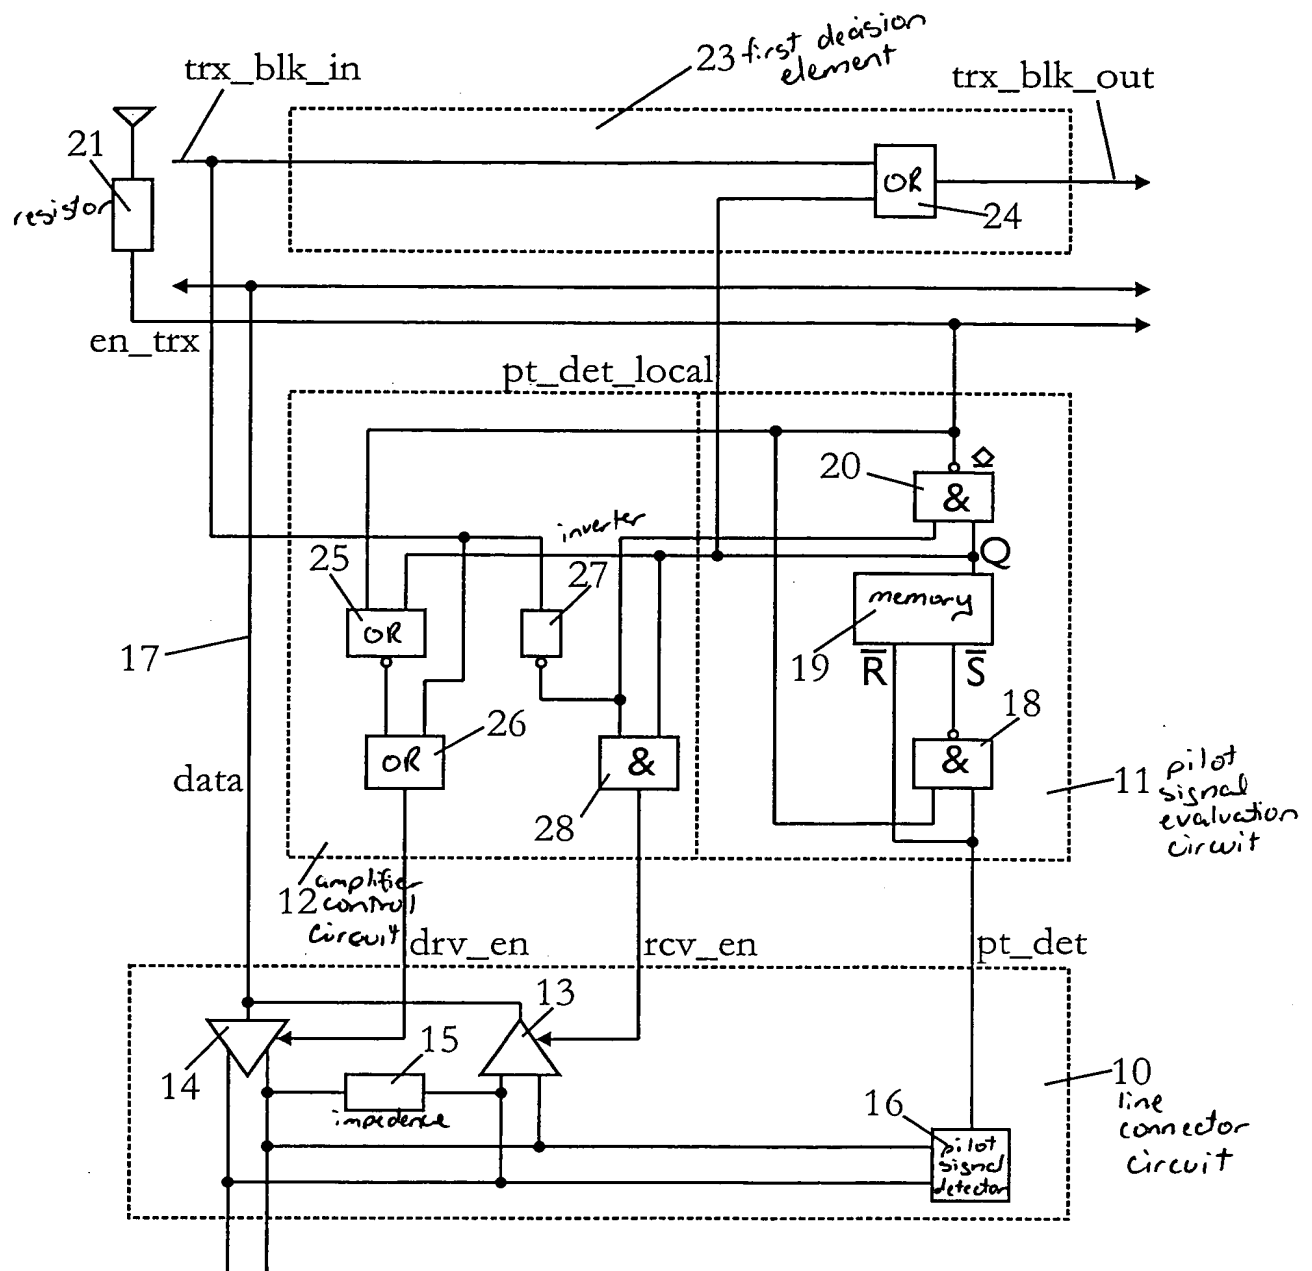 23 first decision
element
trx_blk_in
trx_blk_out
21
resistor
OR
24
en_trx
pt_det_local
20
&
inverter
Q
25
27
memory
OR
19
R
S
17
26
18
OR
&
&
data
28
11 pilot
signal
evaluation
circuit
12 amplifier
control
circuit
drv_en
rcv_en
pt_det
13
15
14
impedence
16
10
line
connector
circuit
pilot
signal
detector